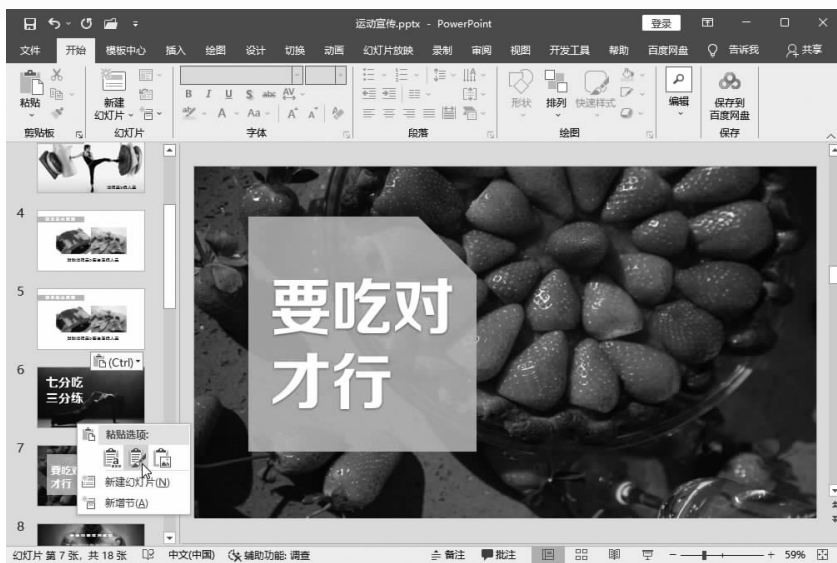 运动宣传.pptx - PowerPoint
登录
文件 开始 模板中心 插入 绘图 设计 切换 动画 幻灯片放映 录制 审阅 视图 开发工具 帮助 百度网盘 告诉我 共享
粘贴
新建
幻灯片
B I U S abc AV
A Aa A A
形状 排列 快速样式
编辑
保存到
百度网盘
剪贴板 幻灯片 字体 段落 绘图 保存
4
5
(Ctrl)
6
七分吃
三分练
粘贴选项:
7
要吃对
才行
新建幻灯片(N)
新增节(A)
8
要吃对
才行
幻灯片 第 7 张, 共 18 张 中文(中国) 辅助功能: 调查 备注 批注 59%